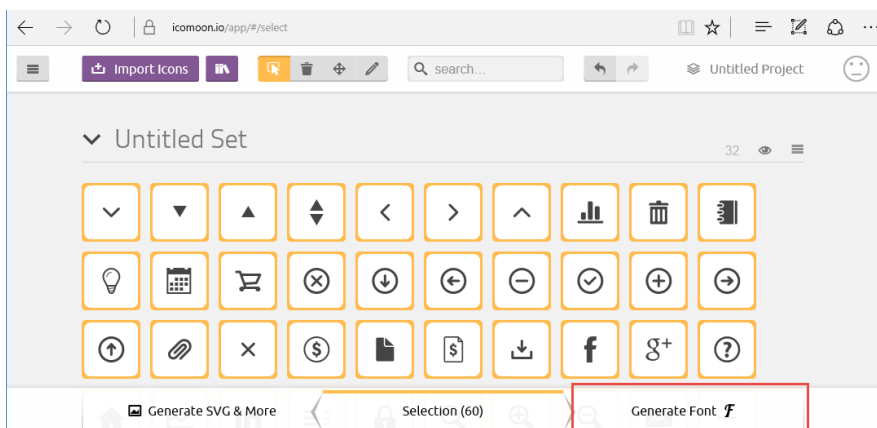 icomoon.io/app/#/select
Import Icons
search...
Untitled Project
Untitled Set
32
Generate SVG & More
Selection (60)
Generate Font